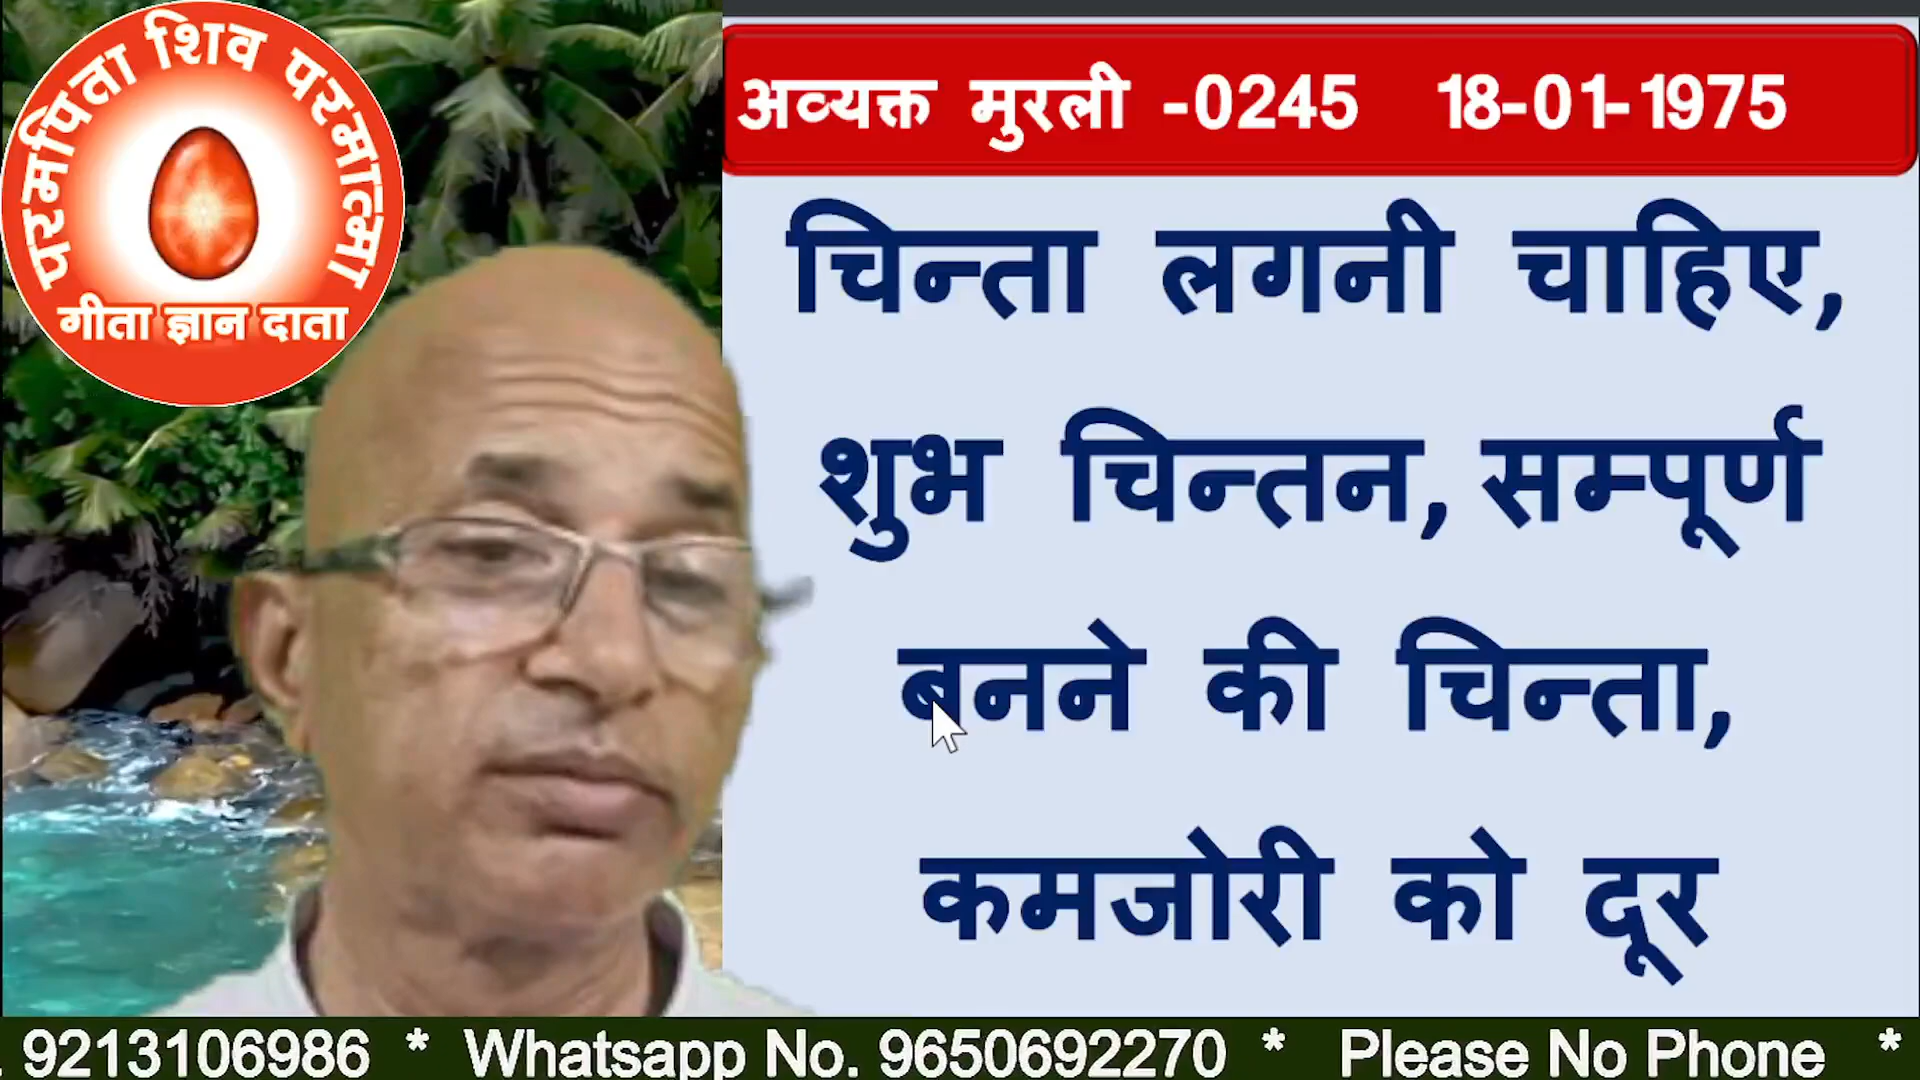 परमपिता शिव परमात्मा
गीता ज्ञान दाता
अव्यक्त मुरली -0245 18-01-1975
चिन्ता लगनी चाहिए,
शुभ चिन्तन, सम्पूर्ण
बनने की चिन्ता,
कमजोरी को दूर
. 9213106986 * Whatsapp No. 9650692270 * Please No Phone *